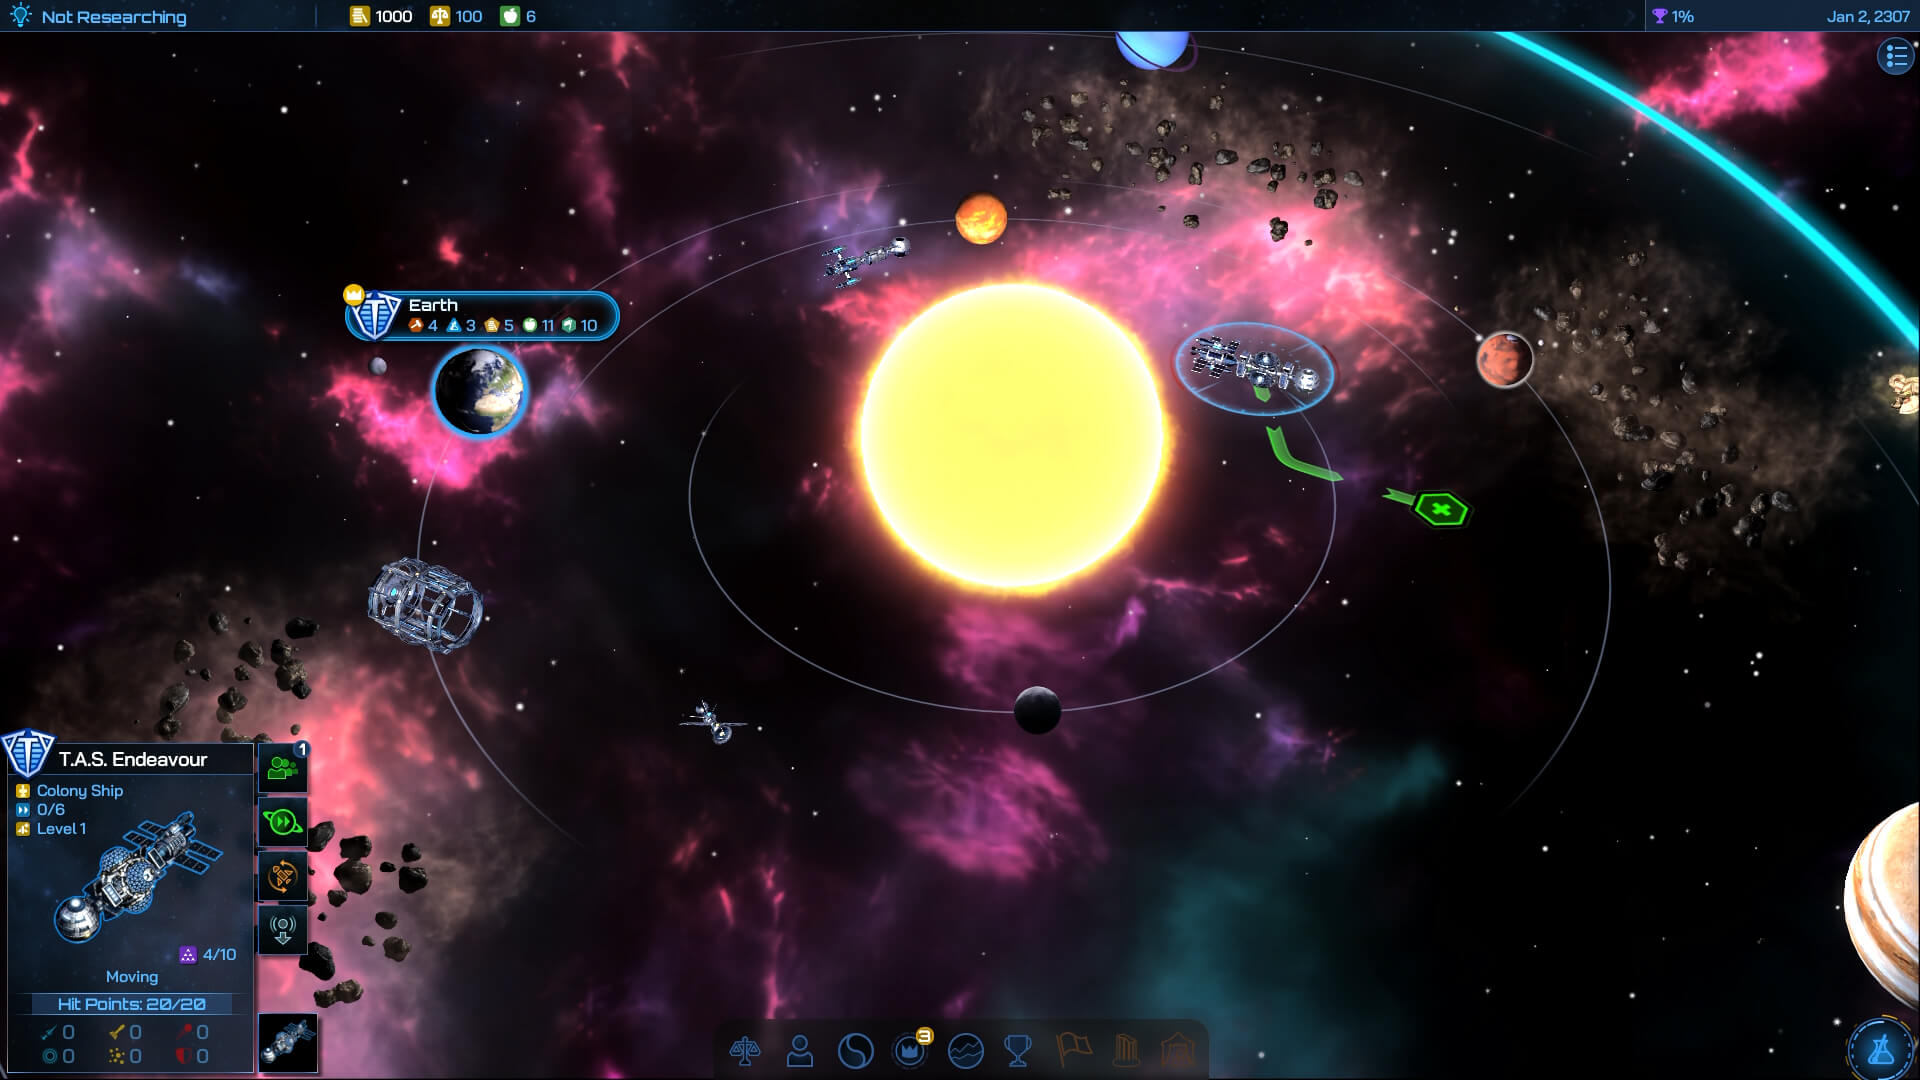 Not Researching
1000
100
6
1%
Jan 2, 2307
Earth
4 3 5 11 10
T.A.S. Endeavour
1
Colony Ship
0/6
Level 1
4/10
Moving
Hit Points: 20/20
0 0 0
0 0 0
3